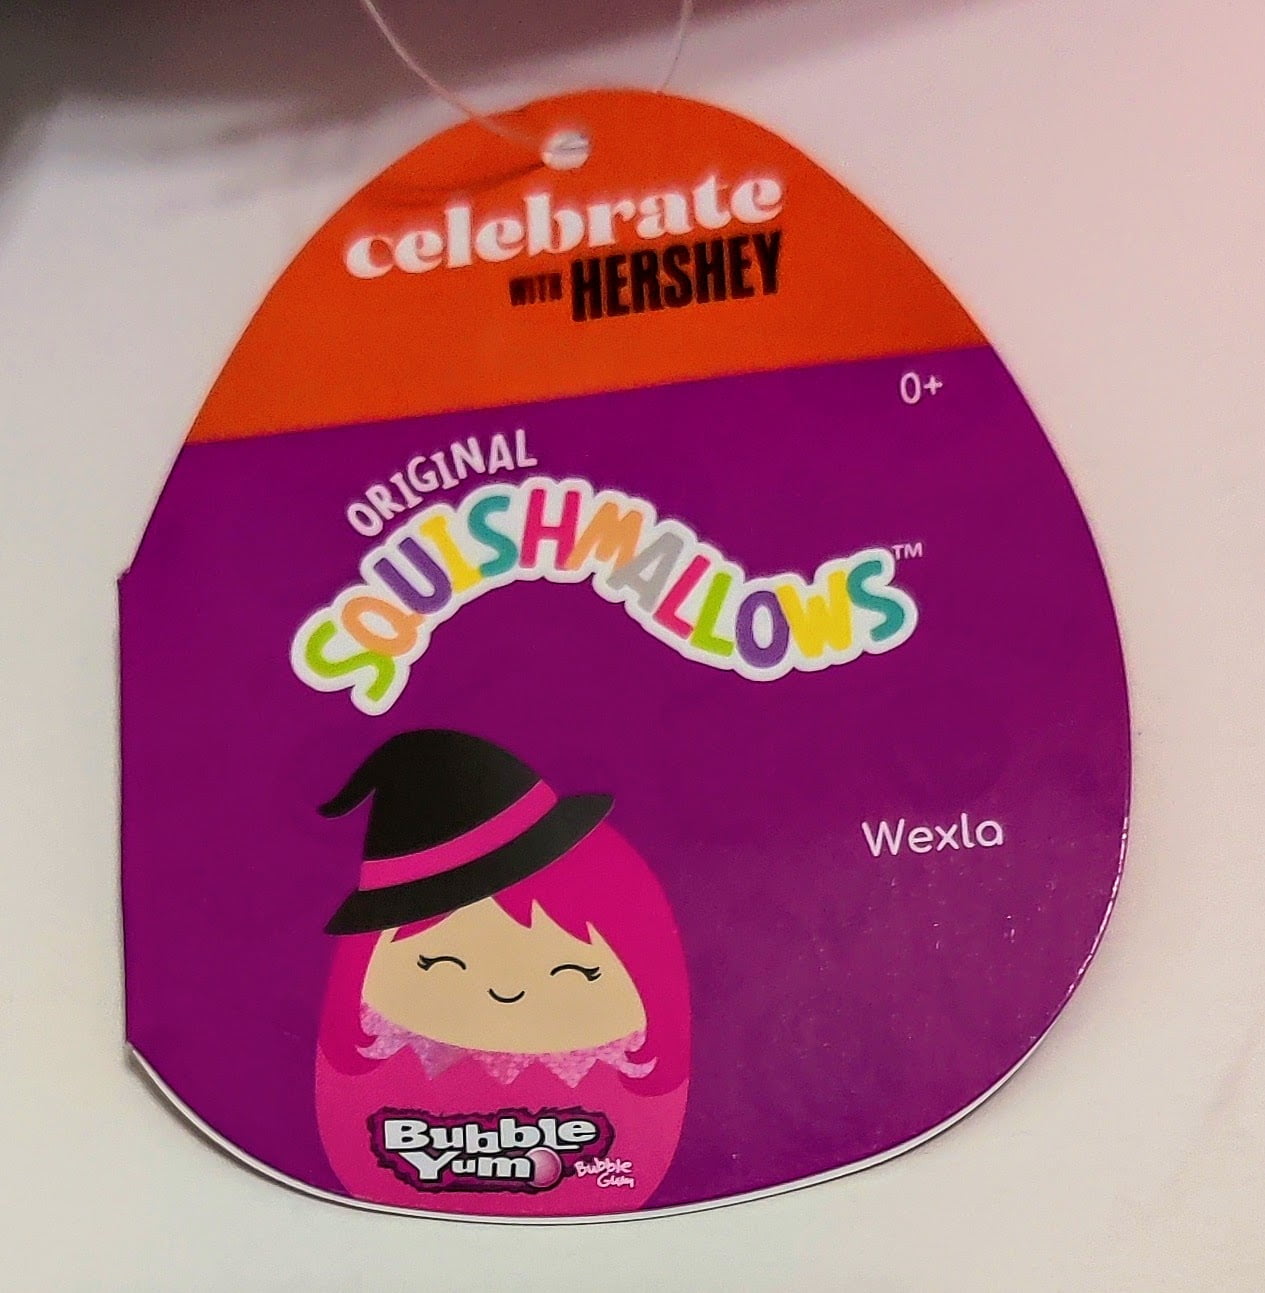 celebrate
WITH HERSHEY
0+
ORIGINAL
SQUISHMALLOWS™
Wexla
Bubble
Yum
Bubble
Gum